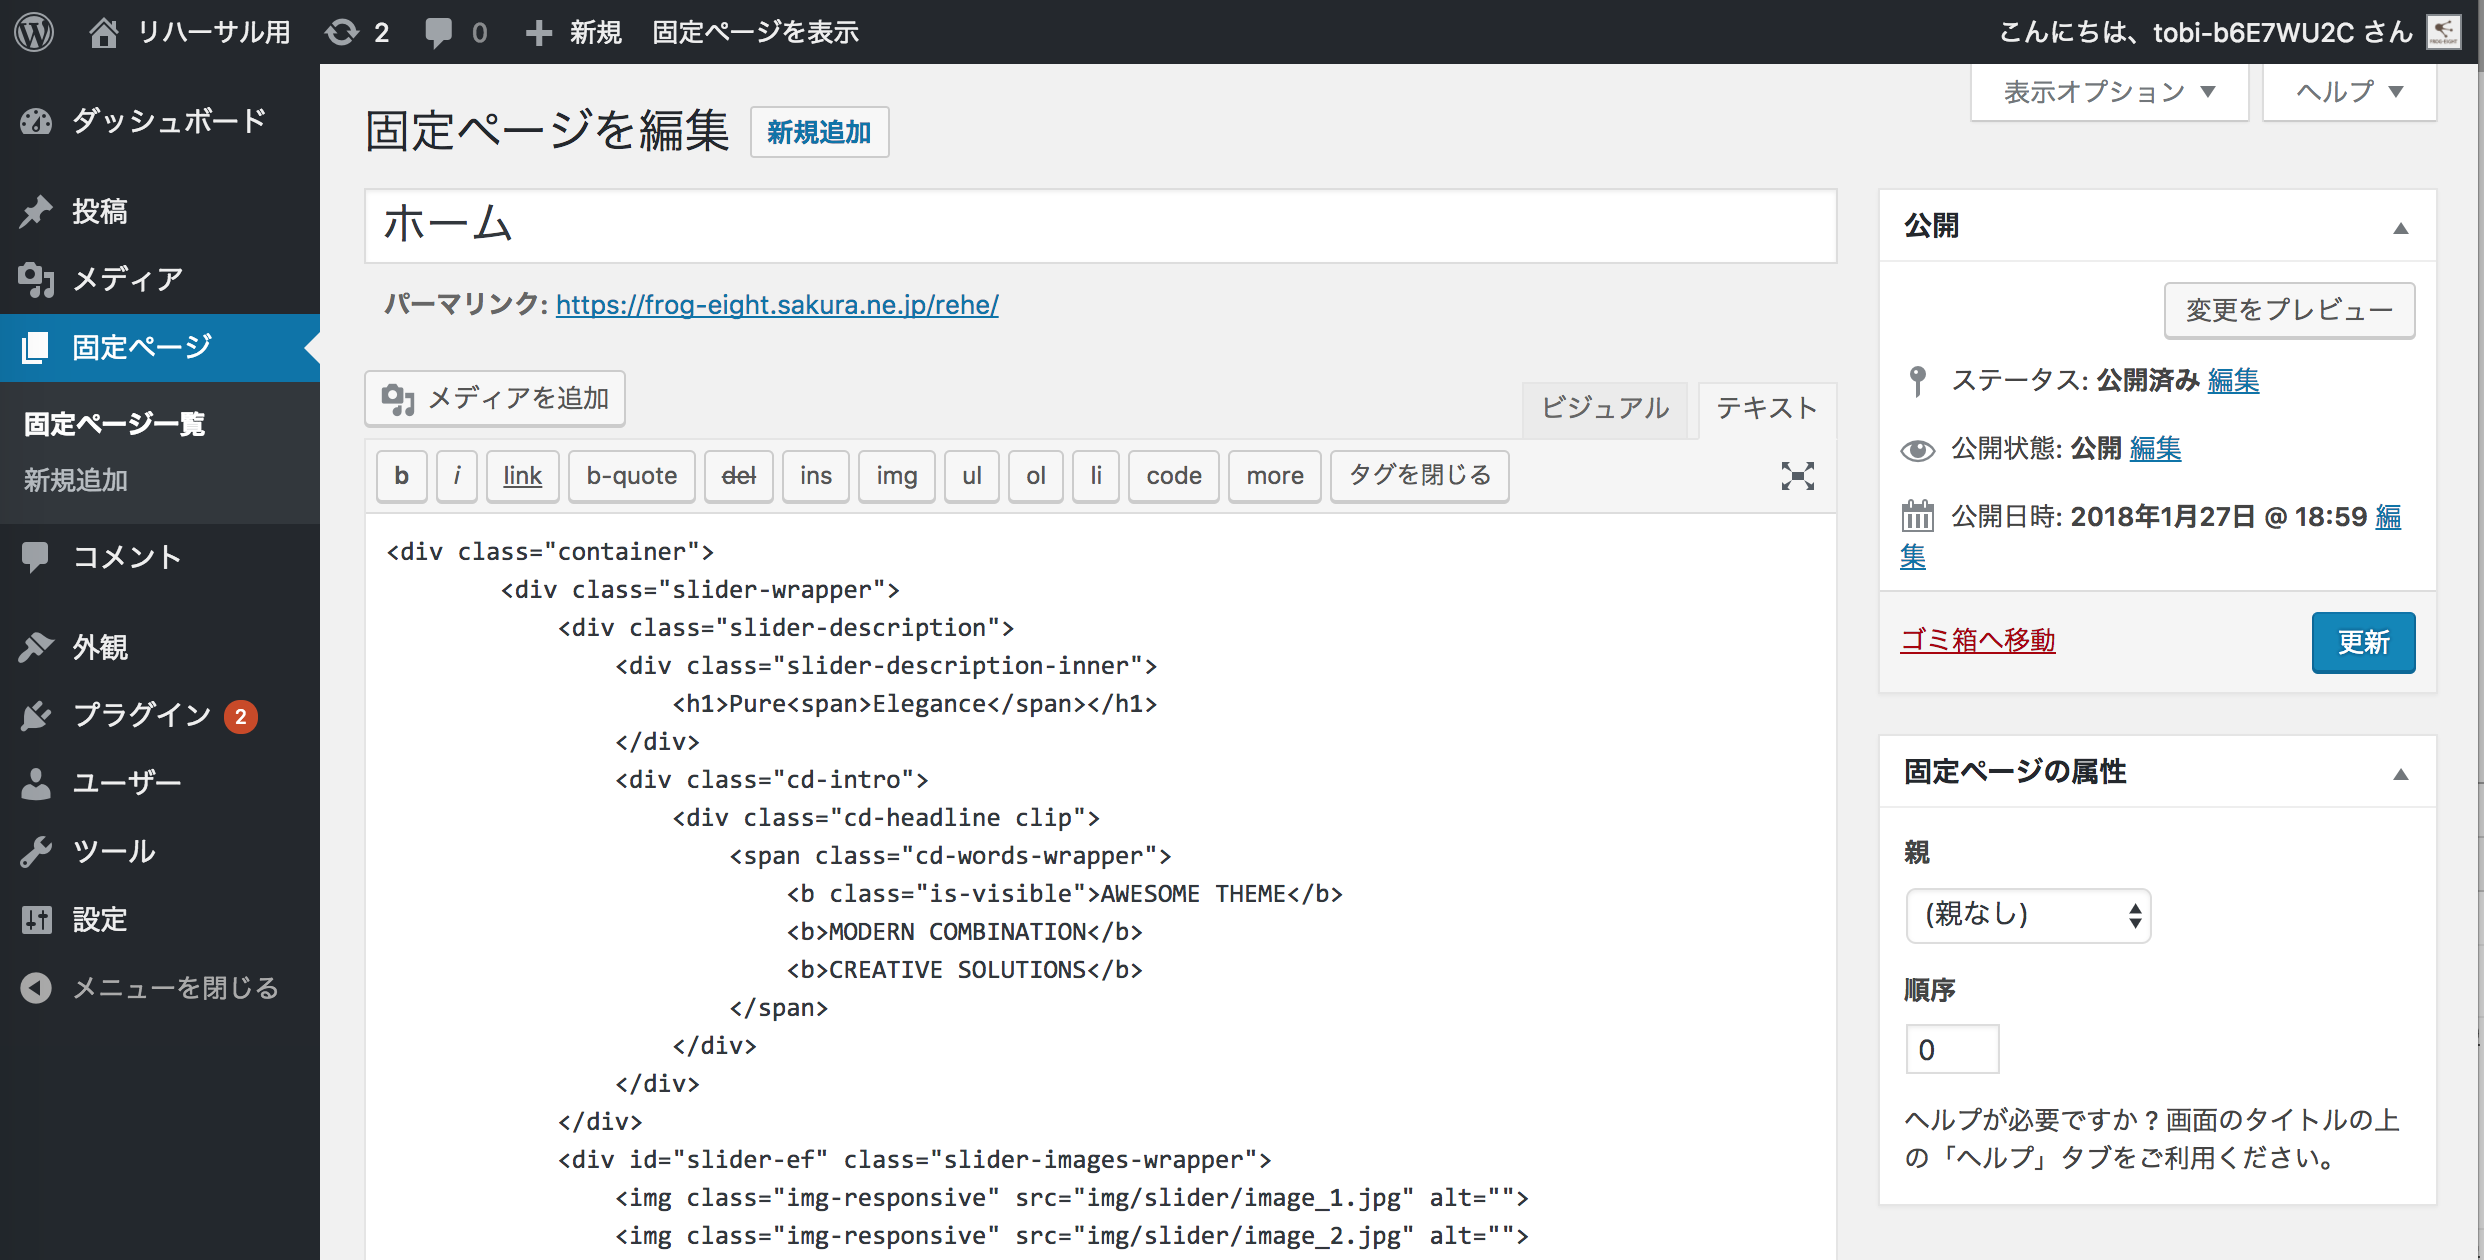 リハーサル用 2 0 新規 固定ページを表示 こんにちは、tobi-b6E7WU2C さん
ダッシュボード
投稿
メディア
固定ページ
固定ページ一覧
新規追加
コメント
外観
プラグイン 2
ユーザー
ツール
設定
メニューを閉じる
表示オプション ヘルプ
固定ページを編集 新規追加
ホーム
パーマリンク: https://frog-eight.sakura.ne.jp/rehe/
メディアを追加 ビジュアル テキスト
b i link b-quote del ins img ul ol li code more タグを閉じる
<div class="container">
<div class="slider-wrapper">
<div class="slider-description">
<div class="slider-description-inner">
<h1>Pure<span>Elegance</span></h1>
</div>
<div class="cd-intro">
<div class="cd-headline clip">
<span class="cd-words-wrapper">
<b class="is-visible">AWESOME THEME</b>
<b>MODERN COMBINATION</b>
<b>CREATIVE SOLUTIONS</b>
</span>
</div>
</div>
</div>
<div id="slider-ef" class="slider-images-wrapper">
<img class="img-responsive" src="img/slider/image_1.jpg" alt="">
<img class="img-responsive" src="img/slider/image_2.jpg" alt="">
公開
変更をプレビュー
ステータス: 公開済み 編集
公開状態: 公開 編集
公開日時: 2018年1月27日 @ 18:59 編
集
ゴミ箱へ移動 更新
固定ページの属性
親
(親なし)
順序
0
ヘルプが必要ですか ? 画面のタイトルの上
の「ヘルプ」タブをご利用ください。